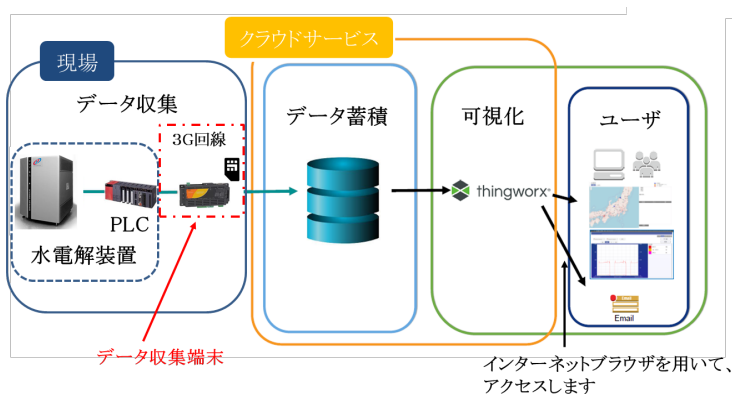 クラウドサービス
現場
データ収集
3G回線
PLC
水電解装置
データ収集端末
データ蓄積
可視化
thingworx
ユーザ
Email
インターネットブラウザを用いて、
アクセスします